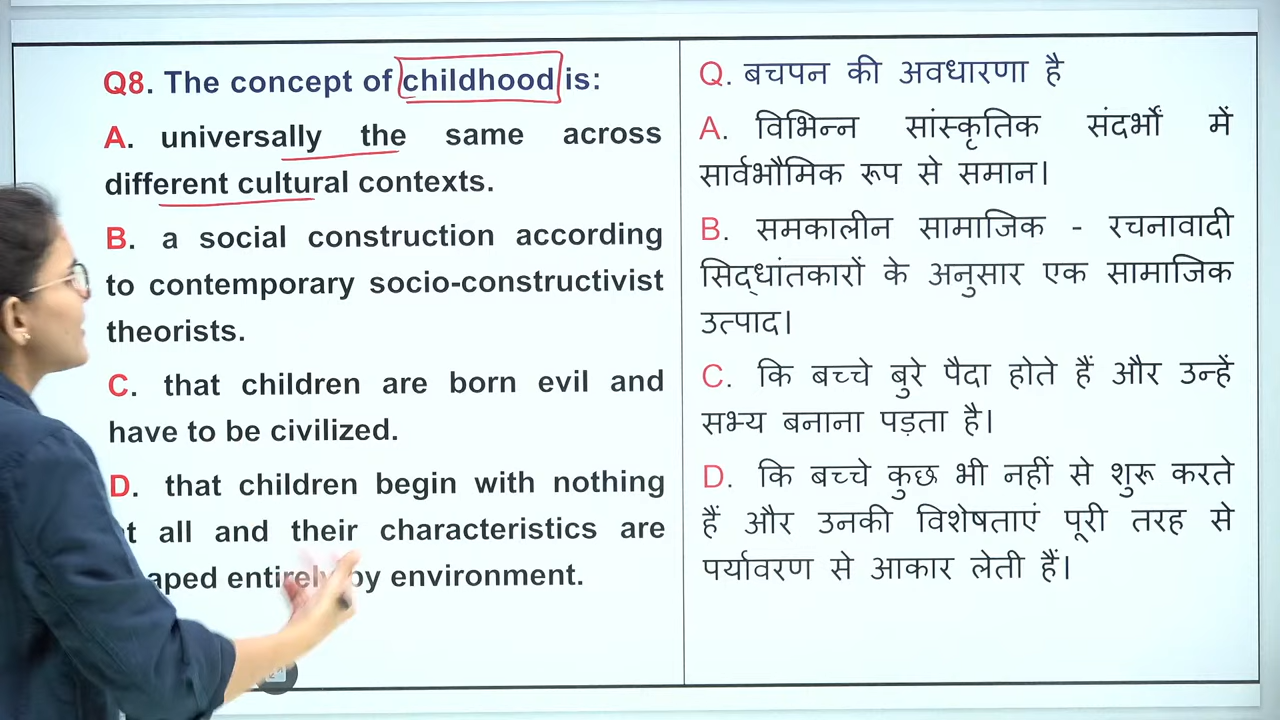 Q8. The concept of childhood is:
A. universally the same across
different cultural contexts.
B. a social construction according
to contemporary socio-constructivist
theorists.
C. that children are born evil and
have to be civilized.
D. that children begin with nothing
all and their characteristics are
entirely by environment.
Q. बचपन की अवधारणा है
A. विभिन्न सांस्कृतिक संदर्भों में
सार्वभौमिक रूप से समान।
B. समकालीन सामाजिक - रचनावादी
सिद्धांतकारों के अनुसार एक सामाजिक
उत्पाद।
C. कि बच्चे बुरे पैदा होते हैं और उन्हें
सभ्य बनाना पड़ता है।
D. कि बच्चे कुछ भी नहीं से शुरू करते
हैं और उनकी विशेषताएं पूरी तरह से
पर्यावरण से आकार लेती हैं।